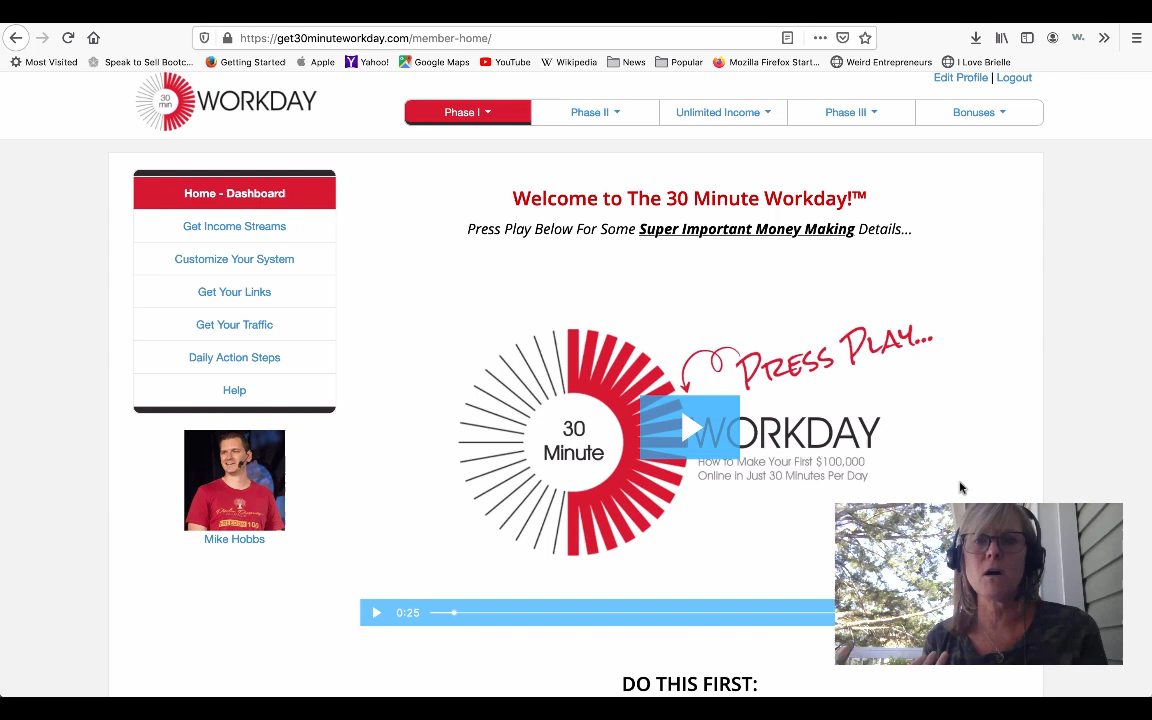 https://get30minuteworkday.com/member-home/
Most Visited
Speak to Sell Bootc...
Getting Started
Apple
Yahoo!
Google Maps
YouTube
Wikipedia
News
Popular
Mozilla Firefox Start...
Weird Entrepreneurs
I Love Brielle
Edit Profile | Logout
30 min WORKDAY
Phase I
Phase II
Unlimited Income
Phase III
Bonuses
Home - Dashboard
Get Income Streams
Customize Your System
Get Your Links
Get Your Traffic
Daily Action Steps
Help
Mike Hobbs
Welcome to The 30 Minute Workday!™
Press Play Below For Some Super Important Money Making Details...
PRESS PLAY...
30
Minute
WORKDAY
How to Make Your First $100,000
Online in Just 30 Minutes Per Day
0:25
DO THIS FIRST: